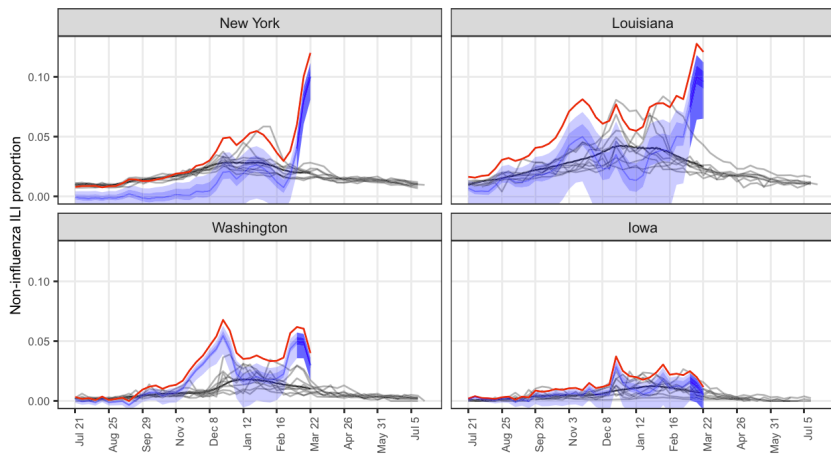 New York
Louisiana
0.10
0.05
0.00
Washington
Iowa
0.10
0.05
0.00
Non-influenza ILI proportion
Jul 21
Aug 25
Sep 29
Nov 3
Dec 8
Jan 12
Feb 16
Mar 22
Apr 26
May 31
Jul 5
Jul 21
Aug 25
Sep 29
Nov 3
Dec 8
Jan 12
Feb 16
Mar 22
Apr 26
May 31
Jul 5